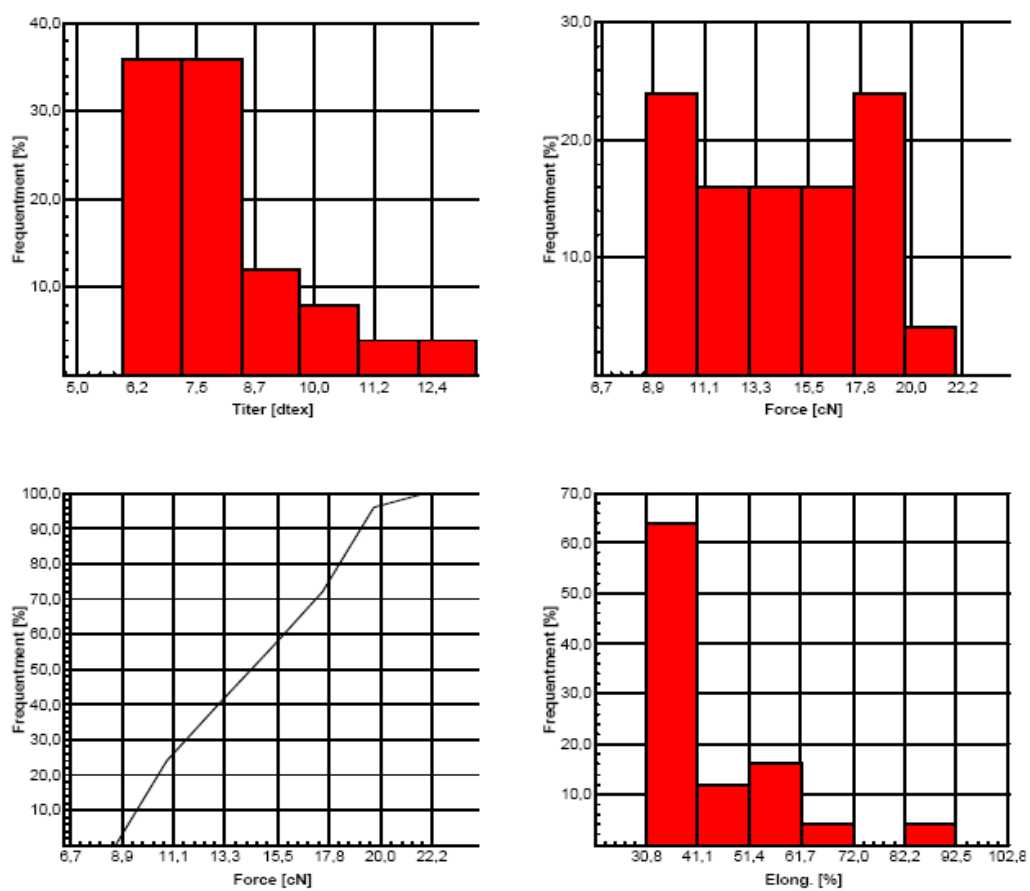 40,0
30,0
20,0
10,0
Frequentment [%]
5,0 6,2 7,5 8,7 10,0 11,2 12,4
Titer [dtex]
30,0
20,0
10,0
Frequentment [%]
6,7 8,9 11,1 13,3 15,5 17,8 20,0 22,2
Force [cN]
100,0
90,0
80,0
70,0
60,0
50,0
40,0
30,0
20,0
10,0
Frequentment [%]
6,7 8,9 11,1 13,3 15,5 17,8 20,0 22,2
Force [cN]
70,0
60,0
50,0
40,0
30,0
20,0
10,0
Frequentment [%]
30,8 41,1 51,4 61,7 72,0 82,2 92,5 102,8
Elong. [%]